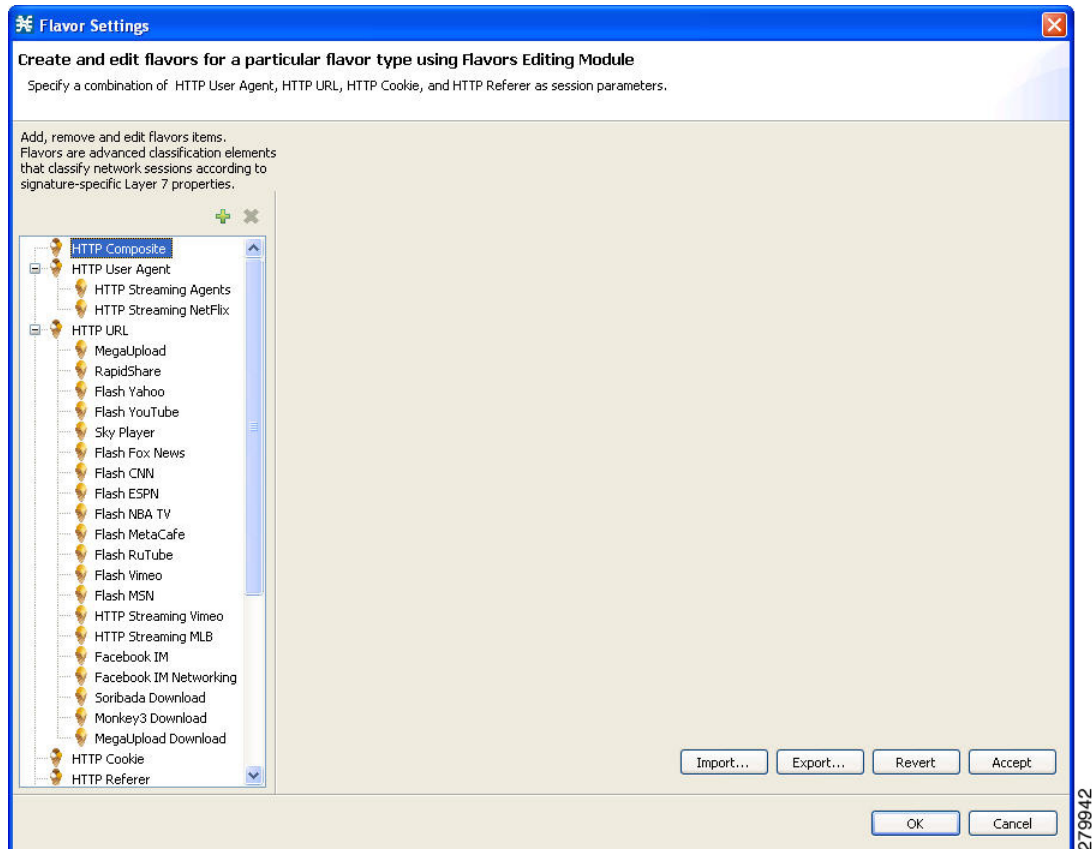 Flavor Settings
Create and edit flavors for a particular flavor type using Flavors Editing Module
Specify a combination of HTTP User Agent, HTTP URL, HTTP Cookie, and HTTP Referer as session parameters.
Add, remove and edit flavors items.
Flavors are advanced classification elements
that classify network sessions according to
signature-specific Layer 7 properties.
HTTP Composite
HTTP User Agent
HTTP Streaming Agents
HTTP Streaming NetFlix
HTTP URL
MegaUpload
RapidShare
Flash Yahoo
Flash YouTube
Sky Player
Flash Fox News
Flash CNN
Flash ESPN
Flash NBA TV
Flash MetaCafe
Flash RuTube
Flash Vimeo
Flash MSN
HTTP Streaming Vimeo
HTTP Streaming MLB
Facebook IM
Facebook IM Networking
Soribada Download
Monkey3 Download
MegaUpload Download
HTTP Cookie
HTTP Referer
Import... Export... Revert Accept
OK Cancel
279942